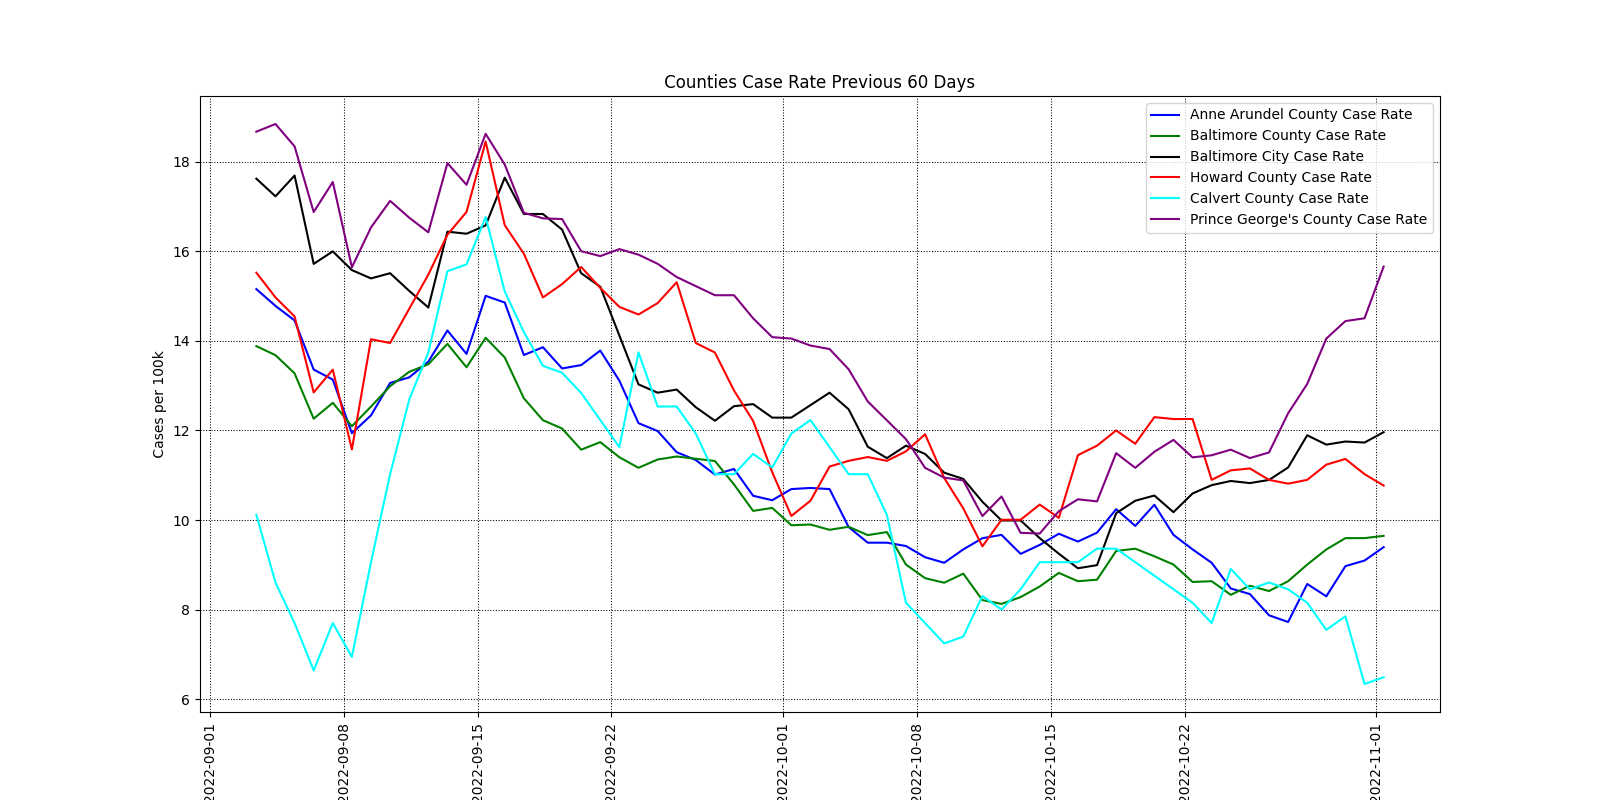 Counties Case Rate Previous 60 Days
Anne Arundel County Case Rate
Baltimore County Case Rate
Baltimore City Case Rate
Howard County Case Rate
Calvert County Case Rate
Prince George's County Case Rate
Cases per 100k
18
16
14
12
10
8
6
2022-09-01
2022-09-08
2022-09-15
2022-09-22
2022-10-01
2022-10-08
2022-10-15
2022-10-22
2022-11-01